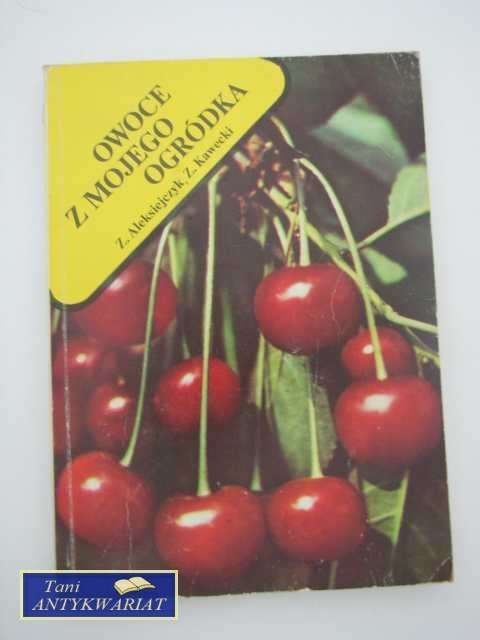 OWOCE
Z MOJEGO
OGRÓDKA
Z. Aleksiejczyk, Z. Kawecki
Tani
ANTYKWARIAT